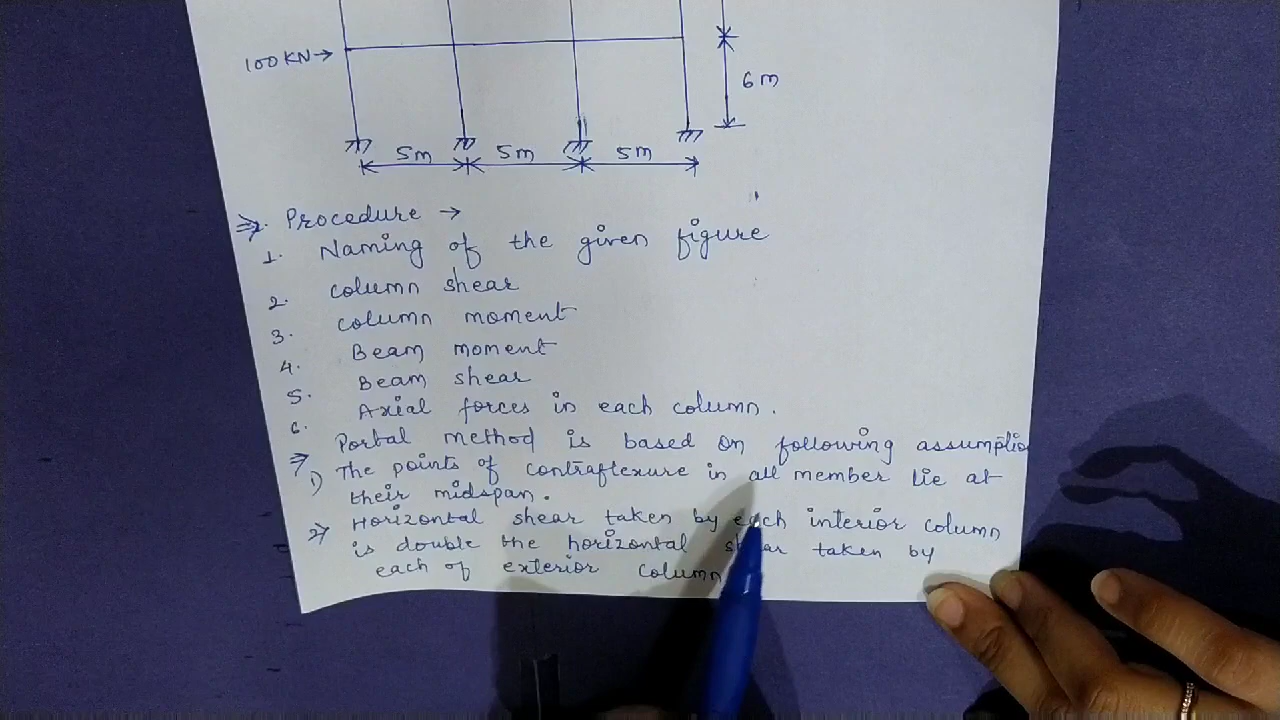 100 KN →
6 m
5m 5m 5m
⇒ Procedure →
1. Naming of the given figure
2. column shear
3. column moment
4. Beam moment
5. Beam shear
6. Axial forces in each column.
⇒ Portal method is based on following assumptio
1) The points of contraflexure in all member lie at
their midspan.
2) Horizontal shear taken by each interior column
is double the horizontal shear taken by
each of exterior column